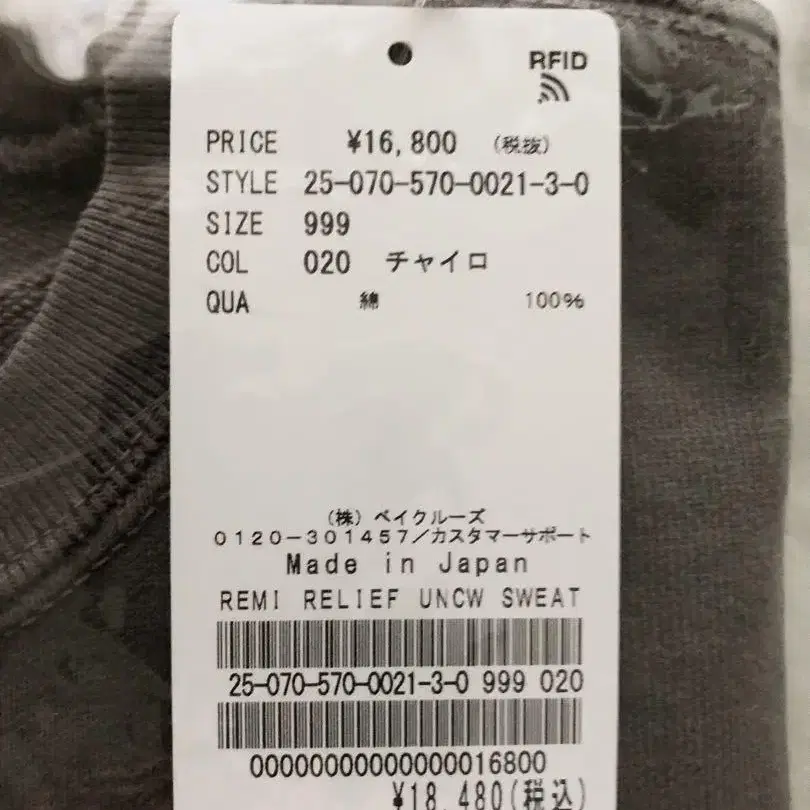 RFID
PRICE ¥16,800 (税抜)
STYLE 25-070-570-0021-3-0
SIZE 999
COL 020 チャイロ
QUA 綿 100%
(株) ベイクルーズ
0120-301457/カスタマーサポート
Made in Japan
REMI RELIEF UNCW SWEAT
25-070-570-0021-3-0 999 020
00000000000000016800
¥18,480(税込)